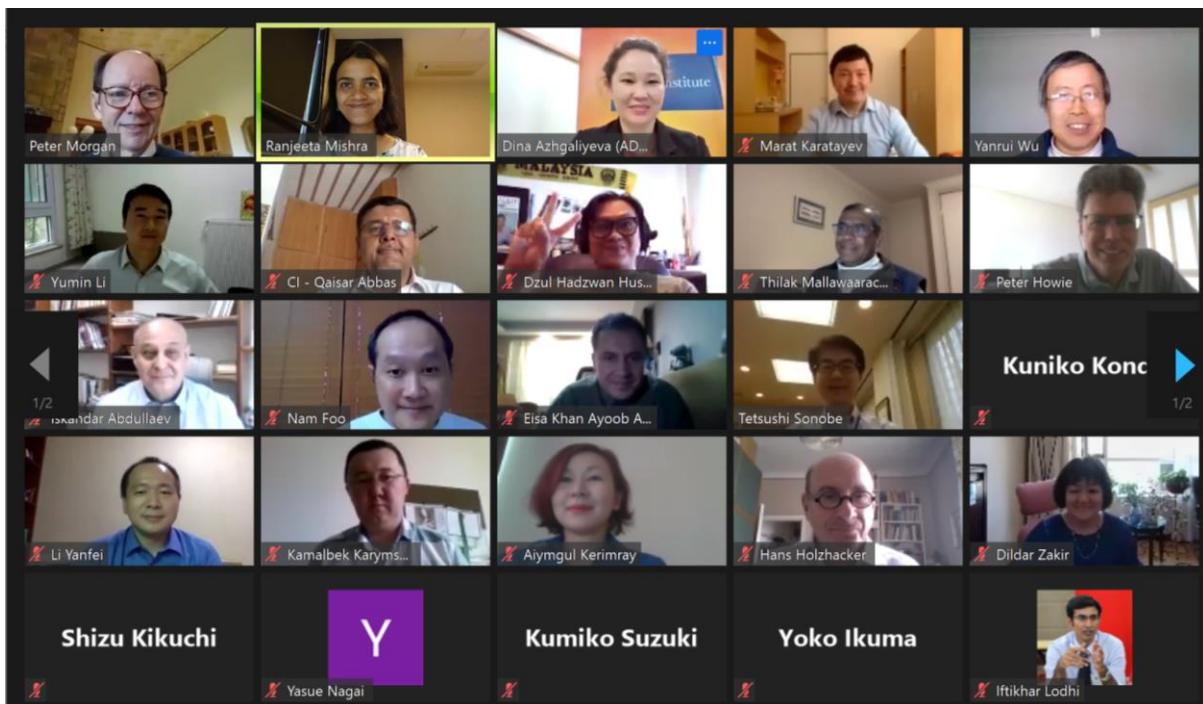 Institute
Peter Morgan
Ranjeeta Mishra
Dina Azhgaliyeva (AD...
Marat Karatayev
Yanrui Wu
MALAYSIA
Yumin Li
CI - Qaisar Abbas
Dzul Hadzwan Hus...
Thilak Mallawaarac...
Peter Howie
Kuniko Kond
1/2
1/2
Iskandar Abdullaev
Nam Foo
Eisa Khan Ayoob A...
Tetsushi Sonobe
Li Yanfei
Kamalbek Karyms...
Aiymgul Kerimray
Hans Holzhacker
Dildar Zakir
Shizu Kikuchi
Y
Kumiko Suzuki
Yoko Ikuma
Yasue Nagai
Iftikhar Lodhi